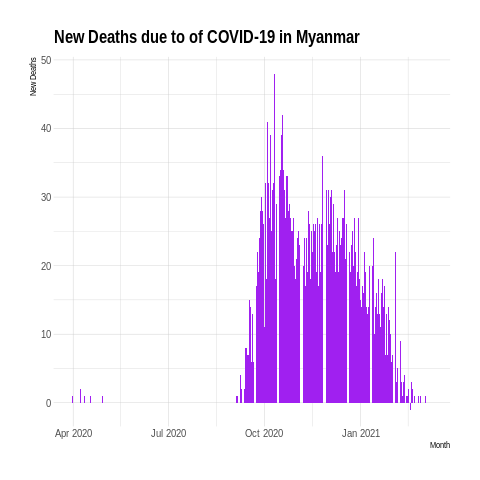 New Deaths due to of COVID-19 in Myanmar
New Deaths
50
40
30
20
10
0
Apr 2020 Jul 2020 Oct 2020 Jan 2021
Month